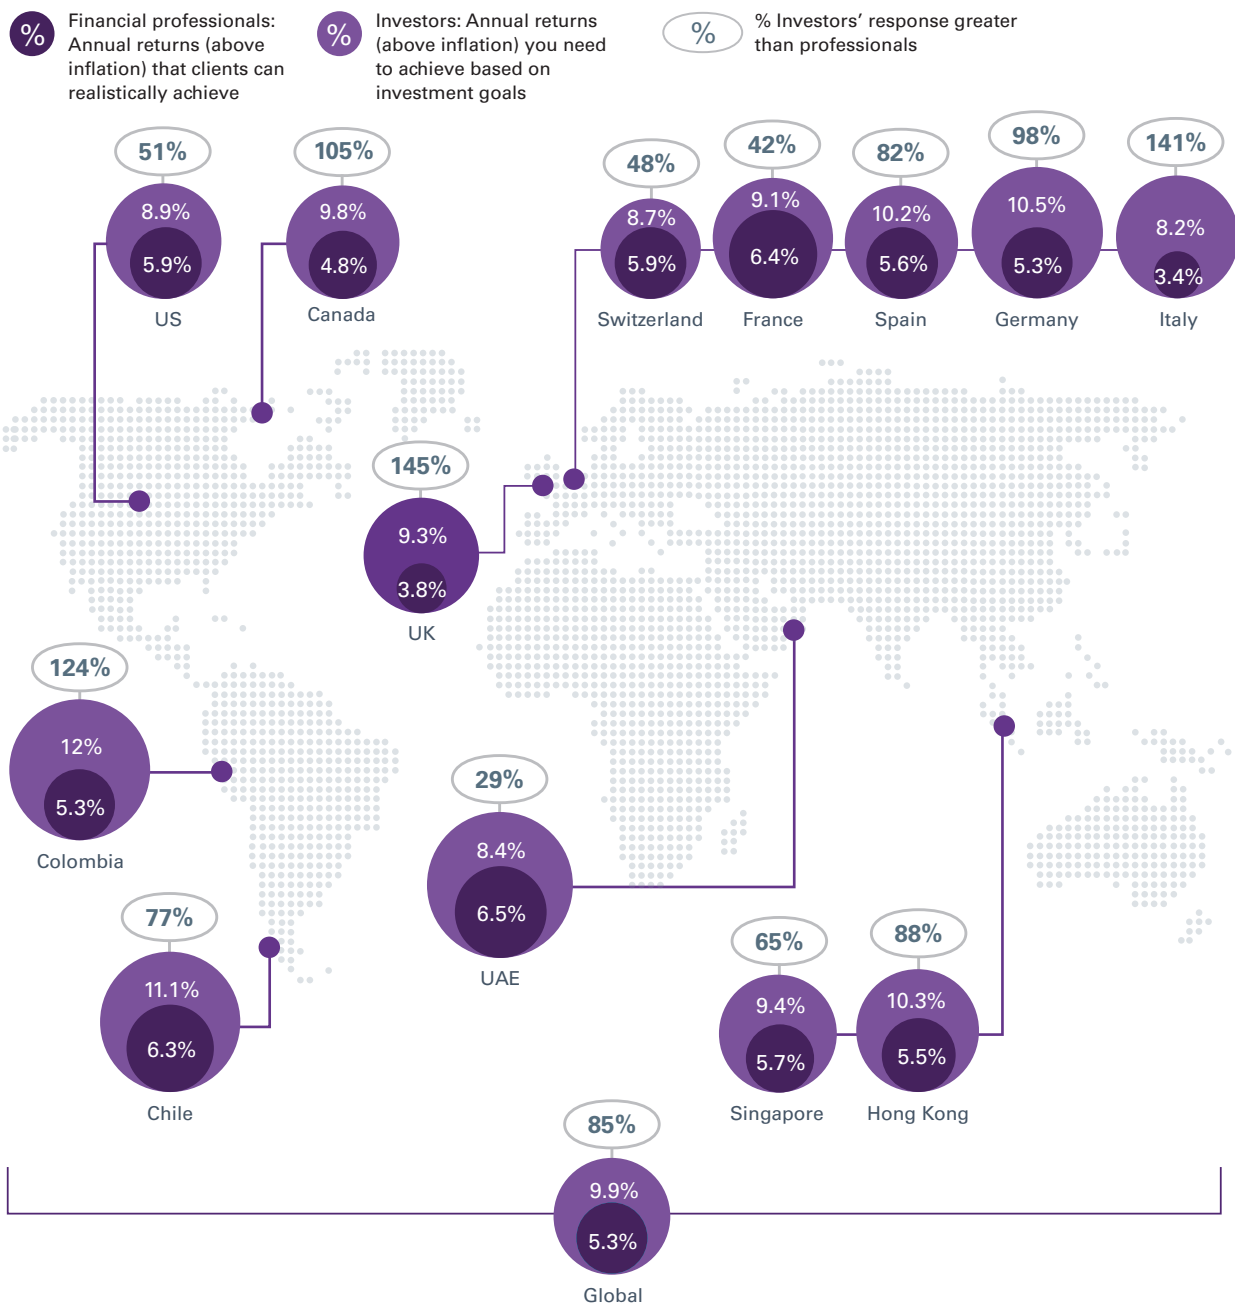 %
Financial professionals:
Annual returns (above
inflation) that clients can
realistically achieve
%
Investors: Annual returns
(above inflation) you need
to achieve based on
investment goals
%
% Investors’ response greater
than professionals
51%
8.9%
5.9%
US
105%
9.8%
4.8%
Canada
48%
8.7%
5.9%
Switzerland
42%
9.1%
6.4%
France
82%
10.2%
5.6%
Spain
98%
10.5%
5.3%
Germany
141%
8.2%
3.4%
Italy
145%
9.3%
3.8%
UK
124%
12%
5.3%
Colombia
29%
8.4%
6.5%
UAE
77%
11.1%
6.3%
Chile
65%
9.4%
5.7%
Singapore
88%
10.3%
5.5%
Hong Kong
85%
9.9%
5.3%
Global